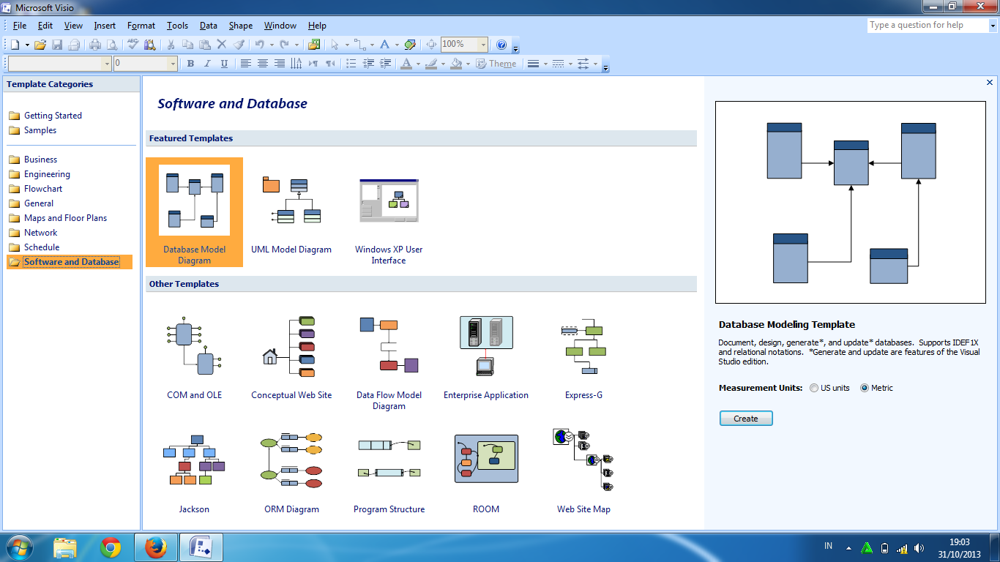 Microsoft Visio
File Edit View Insert Format Tools Data Shape Window Help
Type a question for help
100%
0
B I U
Theme
Template Categories
Getting Started
Samples
Business
Engineering
Flowchart
General
Maps and Floor Plans
Network
Schedule
Software and Database
Software and Database
Featured Templates
Database Model
Diagram
UML Model Diagram
Windows XP User
Interface
Other Templates
COM and OLE
Conceptual Web Site
Data Flow Model
Diagram
Enterprise Application
Express-G
Jackson
ORM Diagram
Program Structure
ROOM
Web Site Map
Database Modeling Template
Document, design, generate*, and update* databases. Supports IDEF1X
and relational notations. *Generate and update are features of the Visual
Studio edition.
Measurement Units: US units Metric
Create
IN
19:03
31/10/2013